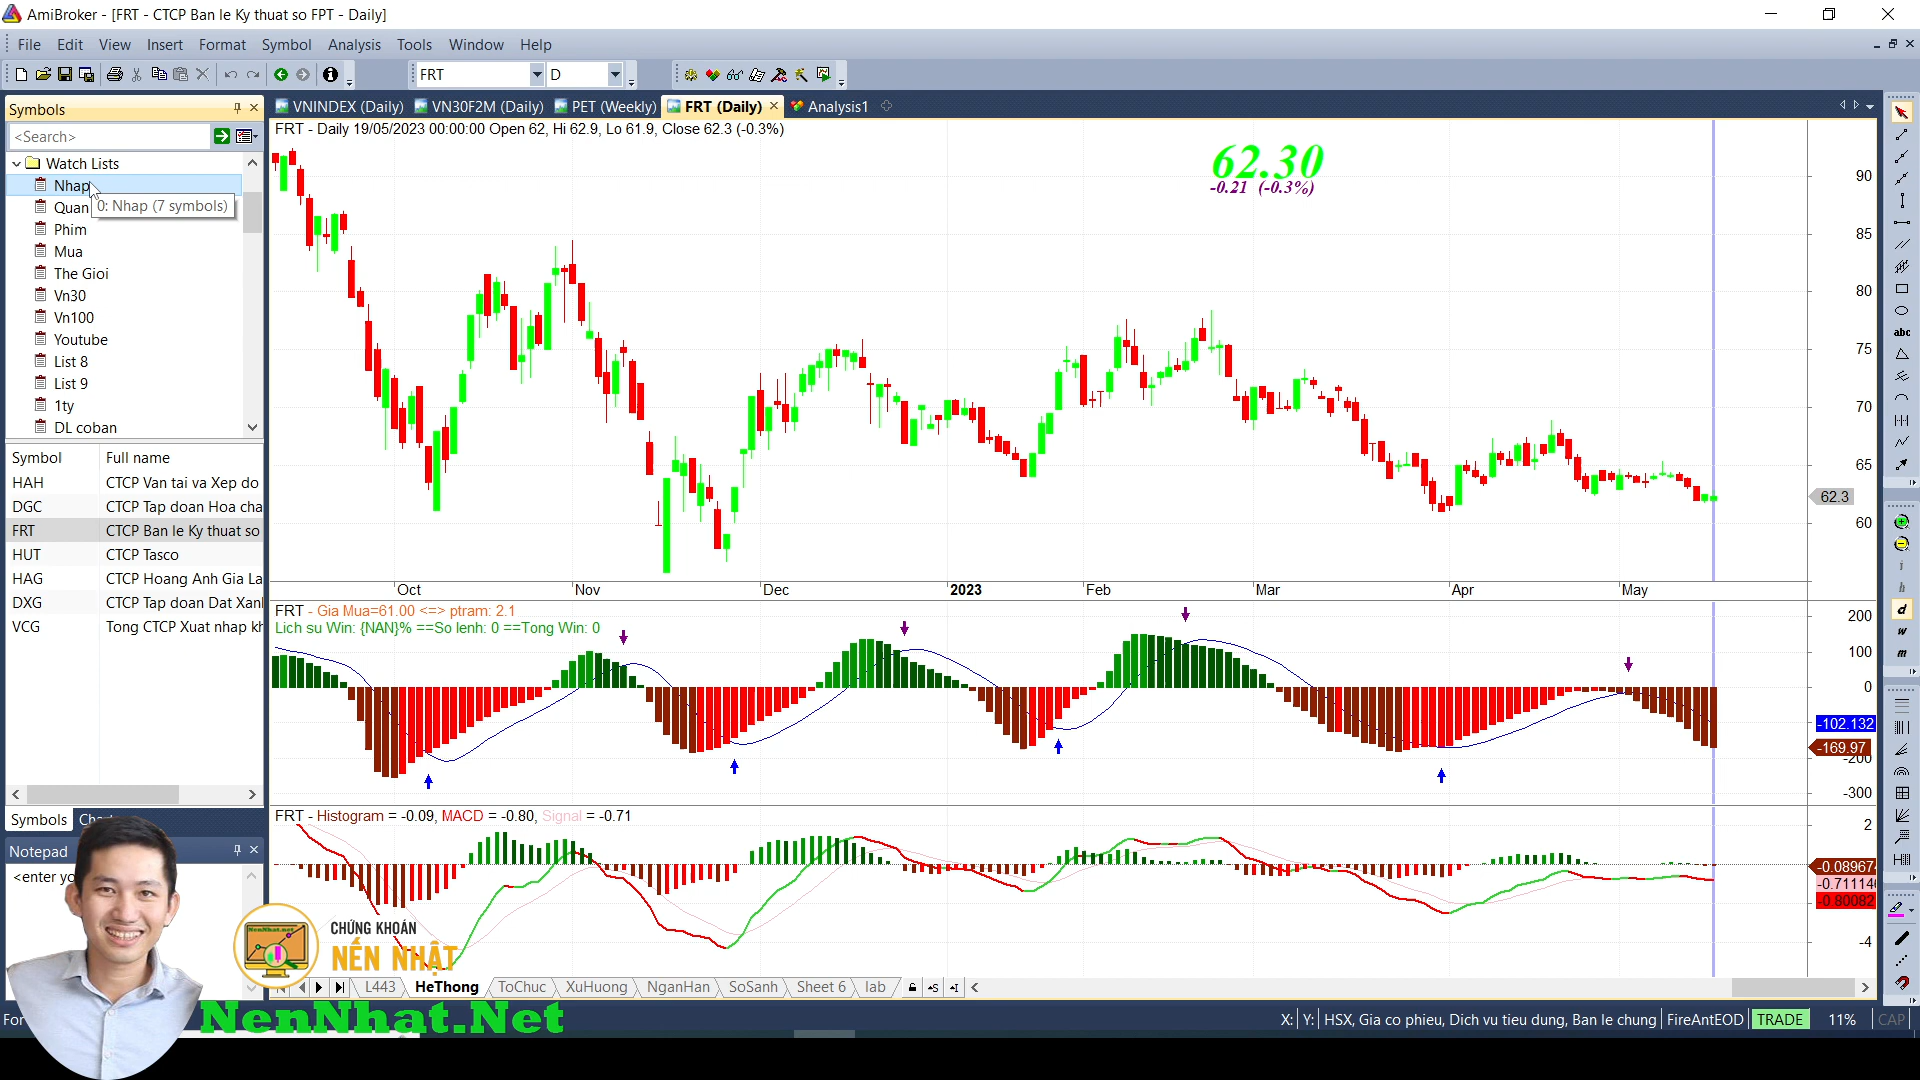 AmiBroker - [FRT - CTCP Ban le Ky thuat so FPT - Daily]
File Edit View Insert Format Symbol Analysis Tools Window Help
FRT D
Symbols
VNINDEX (Daily) VN30F2M (Daily) PET (Weekly) FRT (Daily) Analysis1
<Search>
FRT - Daily 19/05/2023 00:00:00 Open 62, Hi 62.9, Lo 61.9, Close 62.3 (-0.3%)
62.30
-0.21 (-0.3%)
Watch Lists
Nhap
0: Nhap (7 symbols)
Quan
Phim
Mua
The Gioi
Vn30
Vn100
Youtube
List 8
List 9
1ty
DL coban
Symbol Full name
HAH CTCP Van tai va Xep do
DGC CTCP Tap doan Hoa cha
FRT CTCP Ban le Ky thuat so
HUT CTCP Tasco
HAG CTCP Hoang Anh Gia La
DXG CTCP Tap doan Dat Xanh
VCG Tong CTCP Xuat nhap kh
Symbols
Notepad
<enter yo
90
85
80
75
70
65
62.3
60
Oct Nov Dec 2023 Feb Mar Apr May
FRT - Gia Mua=61.00 <=> ptram: 2.1
Lich su Win: {NAN}% ==So lenh: 0 ==Tong Win: 0
200
100
0
-102.132
-169.97
-200
-300
FRT - Histogram = -0.09, MACD = -0.80, Signal = -0.71
2
-0.08967
-0.71114
-0.80082
-4
abc
i
h
d
w
m
CHỨNG KHOÁN
NẾN NHẬT
NenNhat.net
L443 HeThong ToChuc XuHuong NganHan SoSanh Sheet 6 lab
NenNhat.Net
For
X: Y: HSX, Gia co phieu, Dich vu tieu dung, Ban le chung FireAntEOD TRADE 11% CAP